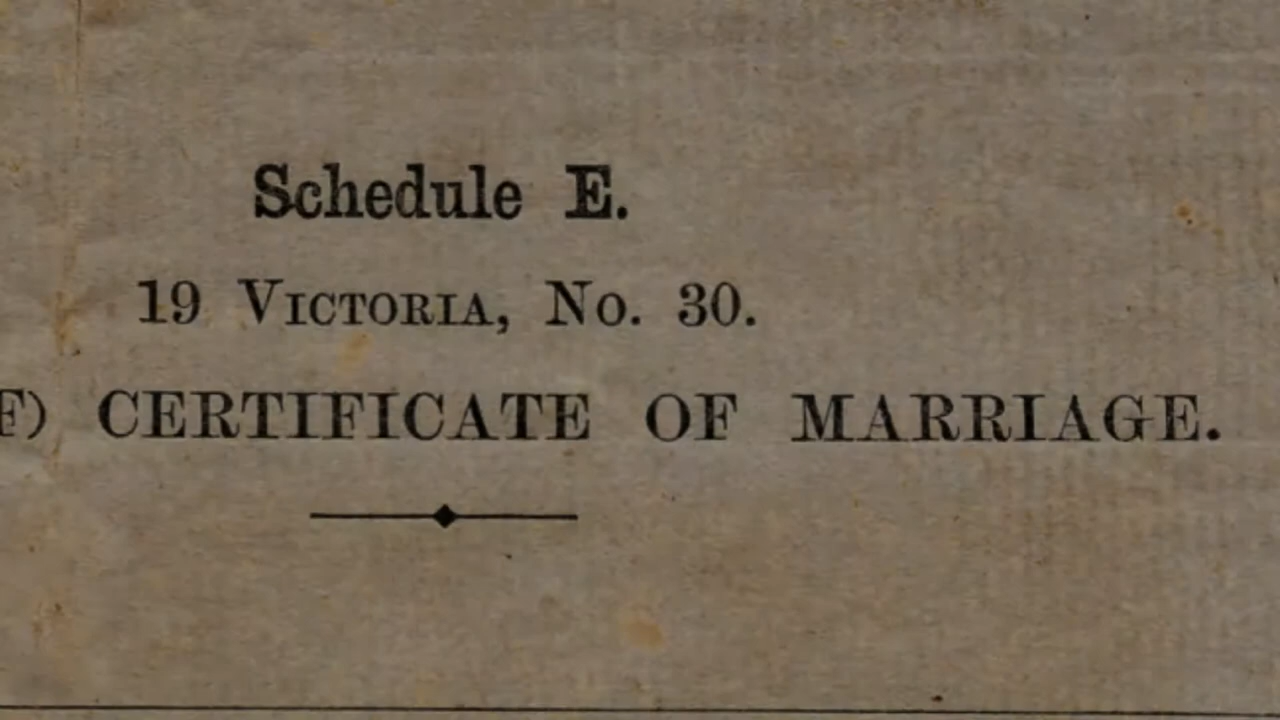 Schedule E.
19 VICTORIA, No. 30.
F) CERTIFICATE OF MARRIAGE.